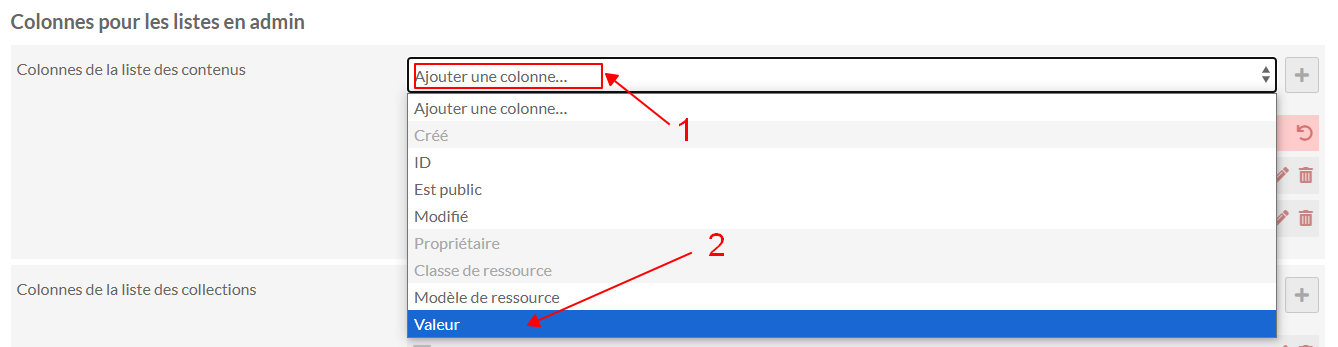 Colonnes pour les listes en admin
Colonnes de la liste des contenus
Ajouter une colonne...
1
Ajouter une colonne...
Créé
ID
Est public
Modifié
Propriétaire
2
Classe de ressource
Colonnes de la liste des collections
Modèle de ressource
Valeur